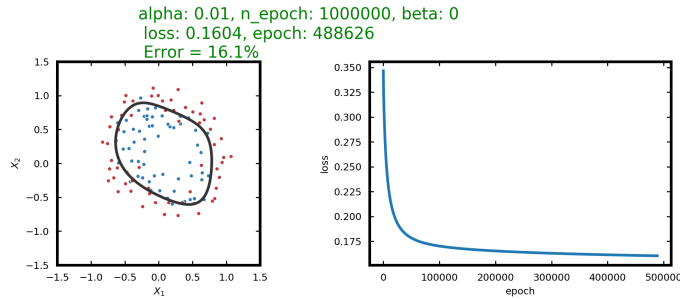 alpha: 0.01, n_epoch: 1000000, beta: 0
loss: 0.1604, epoch: 488626
Error = 16.1%
1.5
1.0
0.5
0.0
−0.5
−1.0
−1.5
X2
−1.5 −1.0 −0.5 0.0 0.5 1.0 1.5
X1
0.350
0.325
0.300
0.275
0.250
0.225
0.200
0.175
loss
0 100000 200000 300000 400000 500000
epoch